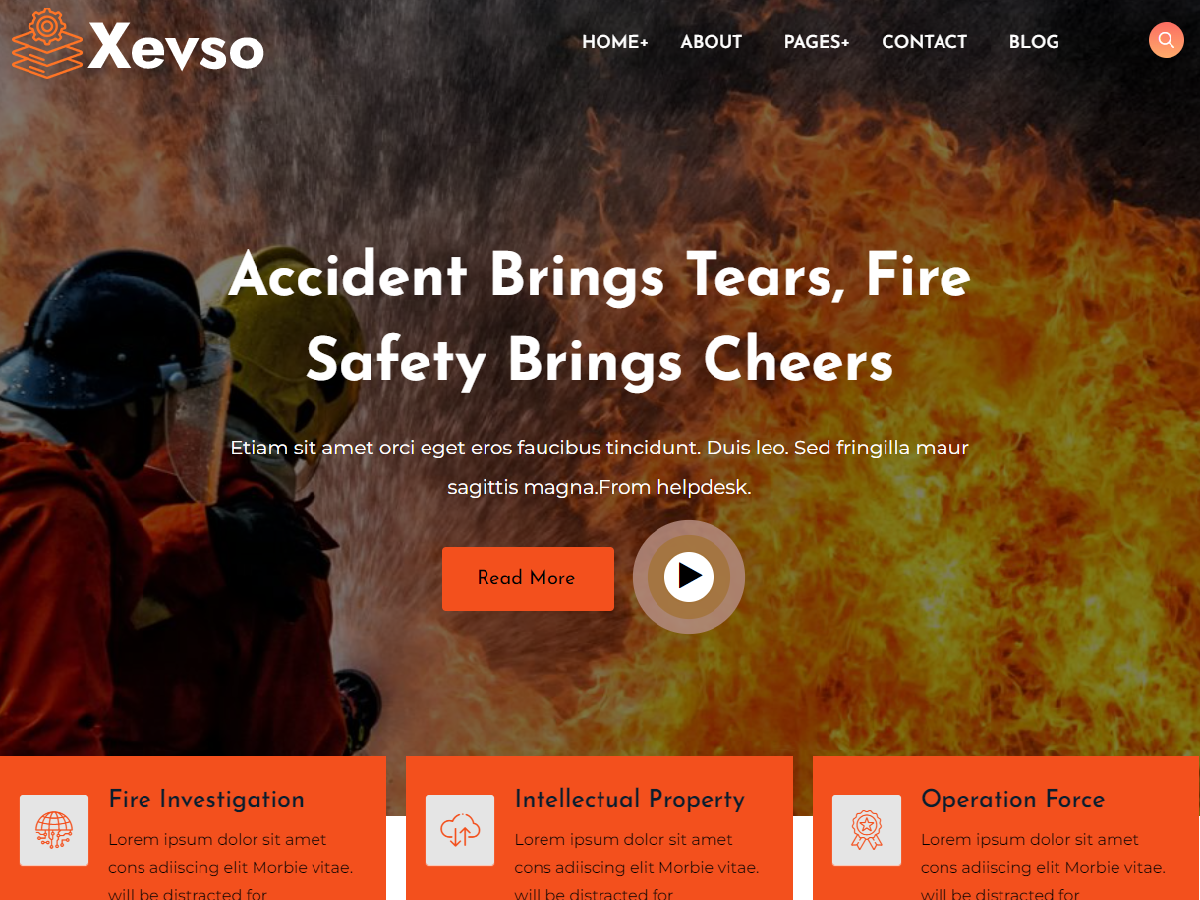 Xevso
HOME+ ABOUT PAGES+ CONTACT BLOG
Accident Brings Tears, Fire
Safety Brings Cheers
Etiam sit amet orci eget eros faucibus tincidunt. Duis leo. Sed fringilla maur
sagittis magna.From helpdesk.
Read More
Fire Investigation
Lorem ipsum dolor sit amet
cons adiiscing elit Morbie vitae.
will be distracted for
Intellectual Property
Lorem ipsum dolor sit amet
cons adiiscing elit Morbie vitae.
will be distracted for
Operation Force
Lorem ipsum dolor sit amet
cons adiiscing elit Morbie vitae.
will be distracted for